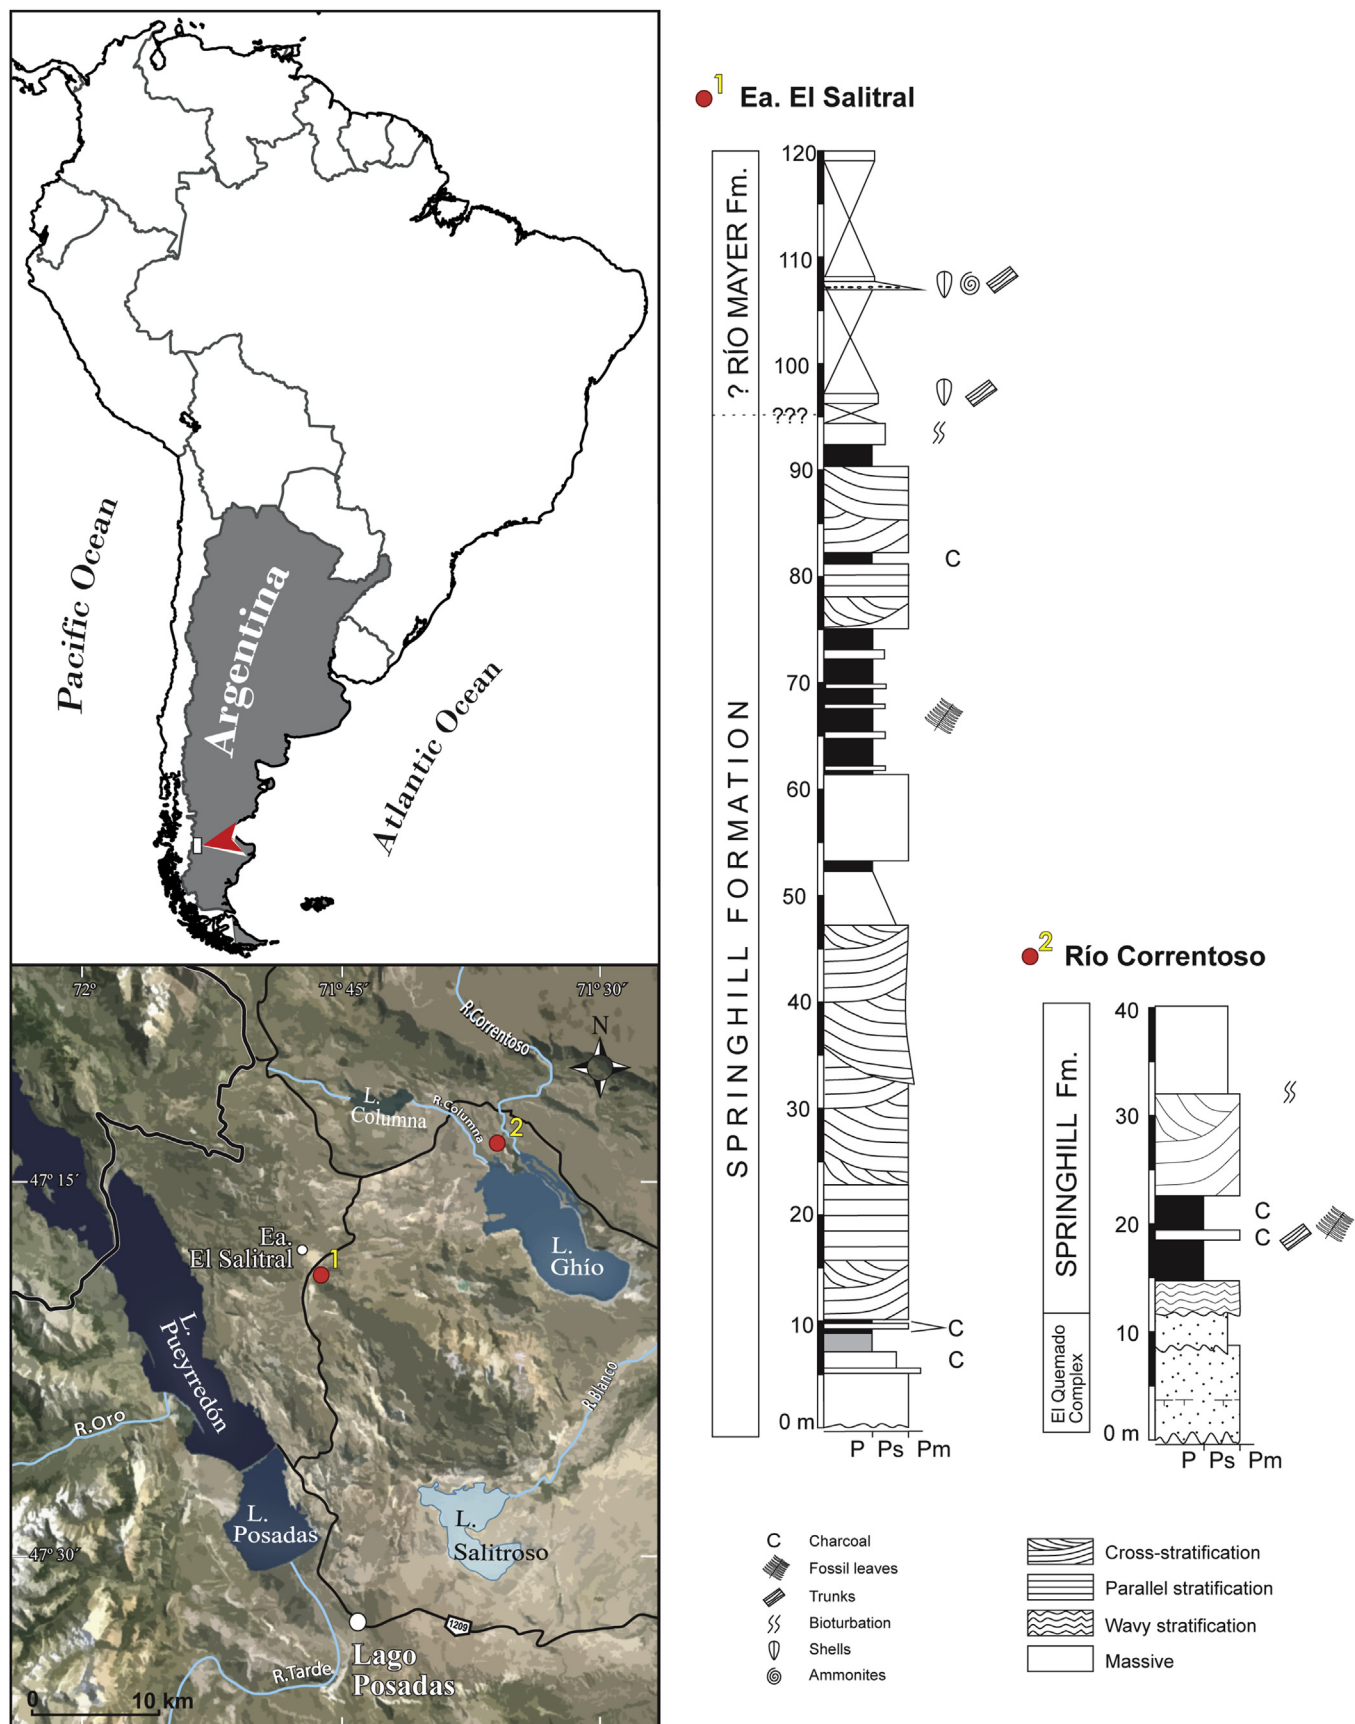 Pacific Ocean
Argentina
Atlantic Ocean
72°
71° 45´
71° 30´
R.Correntoso
N
L.
Columna
R.Columna
2
47° 15´
Ea.
El Salitral
1
L.
Ghío
L.
Pueyrredón
R.Oro
R.Blanco
L.
Posadas
L.
Salitroso
47° 30´
1209
Lago
Posadas
R.Tarde
0
10 km
1
Ea. El Salitral
? RÍO MAYER Fm.
SPRINGHILL FORMATION
120
110
100
???
90
80
70
60
50
40
30
20
10
0 m
C
C
C
P Ps Pm
2
Río Correntoso
SPRINGHILL Fm.
El Quemado
Complex
40
30
20
10
0 m
C
C
P Ps Pm
C Charcoal
Fossil leaves
Trunks
Bioturbation
Shells
Ammonites
Cross-stratification
Parallel stratification
Wavy stratification
Massive